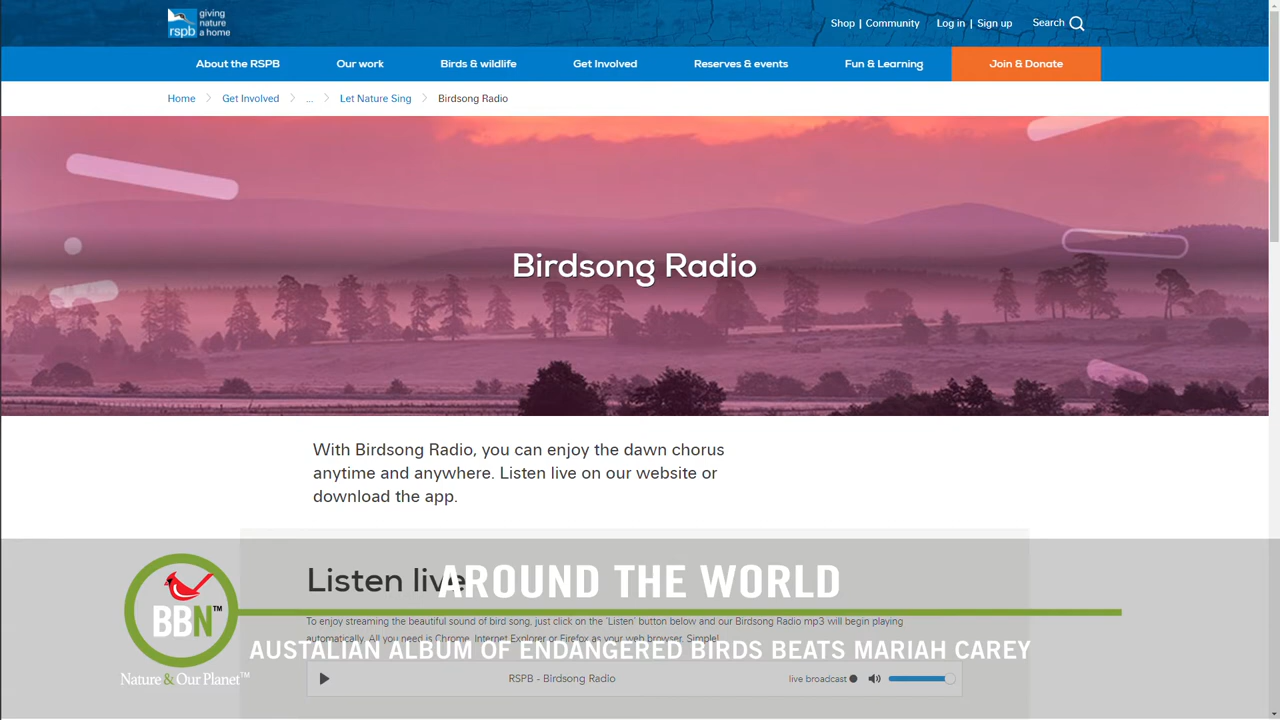 giving
nature
a home
rspb
Shop | Community
Log in | Sign up
Search
About the RSPB
Our work
Birds & wildlife
Get Involved
Reserves & events
Fun & Learning
Join & Donate
Home
Get Involved
...
Let Nature Sing
Birdsong Radio
Birdsong Radio
With Birdsong Radio, you can enjoy the dawn chorus
anytime and anywhere. Listen live on our website or
download the app.
Listen live
AROUND THE WORLD
BBN™
To enjoy streaming the beautiful sound of bird song, just click on the 'Listen' button below and our Birdsong Radio mp3 will begin playing
automatically. All you need is Chrome, Internet Explorer or Firefox as your web browser. Simple!
AUSTALIAN ALBUM OF ENDANGERED BIRDS BEATS MARIAH CAREY
Nature & Our Planet™
RSPB - Birdsong Radio
live broadcast